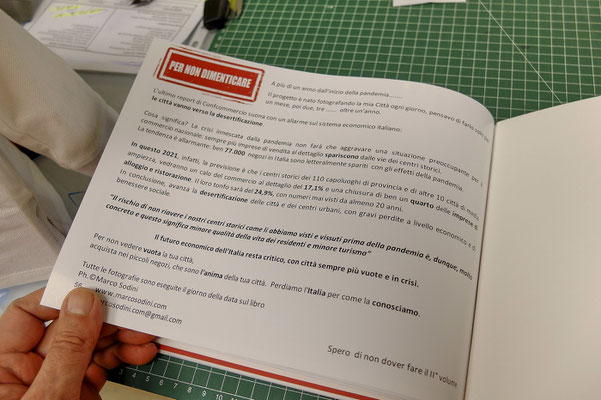 PER NON DIMENTICARE
A più di un anno dall'inizio della pandemia.......
Il progetto è nato fotografando la mia Città ogni giorno, pensavo di farlo solo
un mese, poi due, tre ...... oltre un'anno.
L'ultimo report di Confcommercio suona con un allarme sul sistema economico italiano:
le città vanno verso la desertificazione.
Cosa significa? La crisi innescata dalla pandemia non farà che aggravare una situazione preoccupante per il
commercio nazionale: sempre più imprese di vendita al dettaglio spariscono dalle vie dei centri storici.
La tendenza è allarmante: ben 77.000 negozi in Italia sono letteralmente spariti con gli effetti della pandemia.
In questo 2021, infatti, la previsione è che i centri storici dei 110 capoluoghi di provincia e di altre 10 città di media
ampiezza, vedranno un calo del commercio al dettaglio del 17,1% e una chiusura di ben un quarto delle imprese di
alloggio e ristorazione. Il loro tonfo sarà del 24,9%, con numeri mai visti da almeno 20 anni.
In conclusione, avanza la desertificazione delle città e dei centri urbani, con gravi perdite a livello economico e di
benessere sociale.
"Il rischio di non riavere i nostri centri storici come li abbiamo visti e vissuti prima della pandemia è, dunque, molto
concreto e questo significa minore qualità della vita dei residenti e minore turismo"
Il futuro economico dell'Italia resta critico, con città sempre più vuote e in crisi.
Per non vedere vuota la tua città,
acquista nei piccoli negozi, che sono l'anima della tua città. Perdiamo l'Italia per come la conosciamo.
Tutte le fotografie sono eseguite il giorno della data sul libro
Ph.©Marco Sodini
www.marcosodini.com
marcosodini.com@gmail.com
Spero di non dover fare il II° volume
3 4 5 6 7 8 9 10